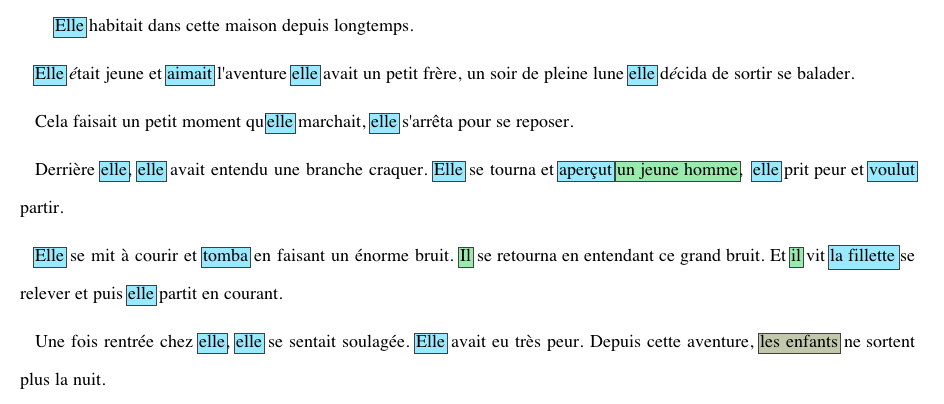 Elle habitait dans cette maison depuis longtemps.
Elle était jeune et aimait l'aventure elle avait un petit frère, un soir de pleine lune elle décida de sortir se balader.
Cela faisait un petit moment qu elle marchait, elle s'arrêta pour se reposer.
Derrière elle, elle avait entendu une branche craquer. Elle se tourna et aperçut un jeune homme, elle prit peur et voulut
partir.
Elle se mit à courir et tomba en faisant un énorme bruit. Il se retourna en entendant ce grand bruit. Et il vit la fillette se
relever et puis elle partit en courant.
Une fois rentrée chez elle, elle se sentait soulagée. Elle avait eu très peur. Depuis cette aventure, les enfants ne sortent
plus la nuit.